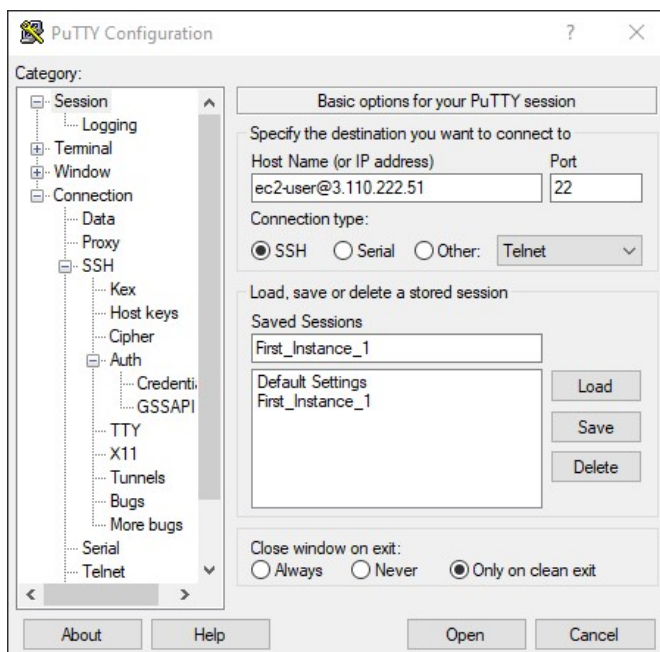 PuTTY Configuration
?
Category:
Session
Logging
Terminal
Window
Connection
Data
Proxy
SSH
Kex
Host keys
Cipher
Auth
Credenti
GSSAPI
TTY
X11
Tunnels
Bugs
More bugs
Serial
Telnet
Basic options for your PuTTY session
Specify the destination you want to connect to
Host Name (or IP address) Port
ec2-user@3.110.222.51 22
Connection type:
SSH Serial Other: Telnet
Load, save or delete a stored session
Saved Sessions
First_Instance_1
Default Settings
First_Instance_1
Load
Save
Delete
Close window on exit:
Always Never Only on clean exit
About Help Open Cancel